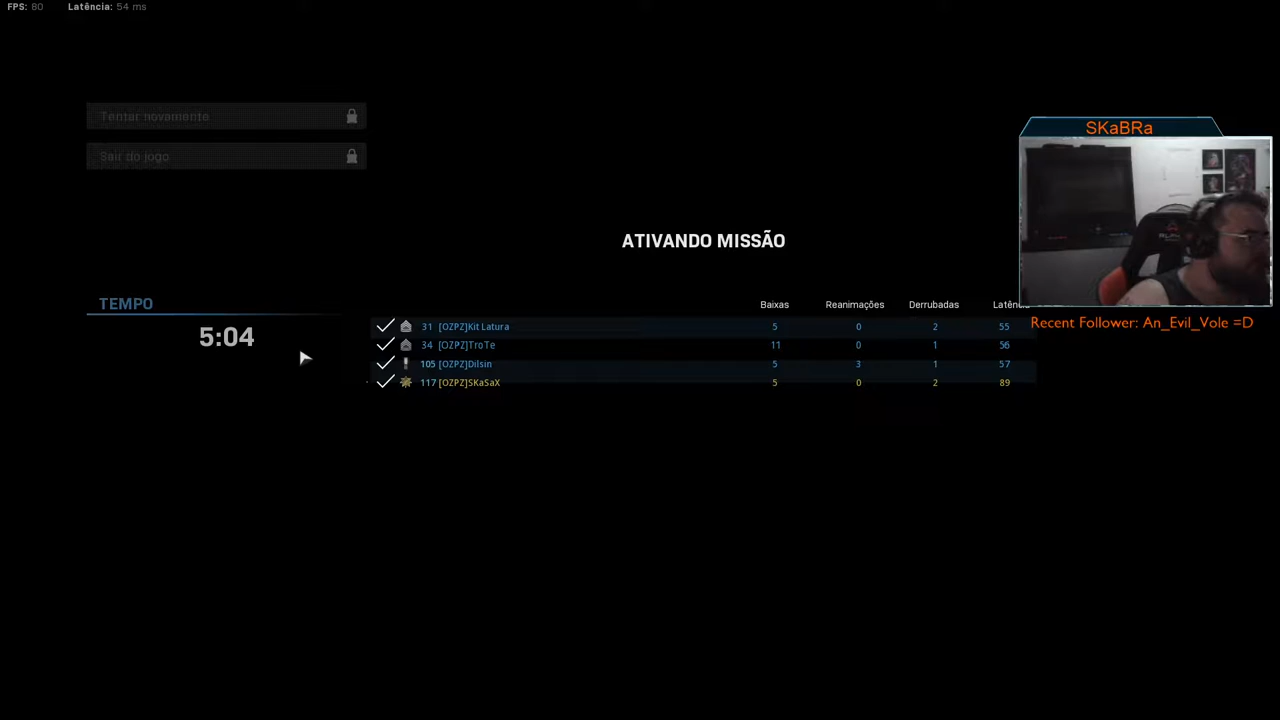 FPS: 80 Latência: 54 ms
Tentar novamente
Sair do jogo
SKaBRa
ATIVANDO MISSÃO
TEMPO
5:04
Baixas Reanimações Derrubadas Latência
31 [OZPZ]Kit Latura 5 0 2 55
34 [OZPZ]TroTe 11 0 1 56
105 [OZPZ]Dilsin 5 3 1 57
117 [OZPZ]SKaSaX 5 0 2 89
Recent Follower: An_Evil_Vole =D